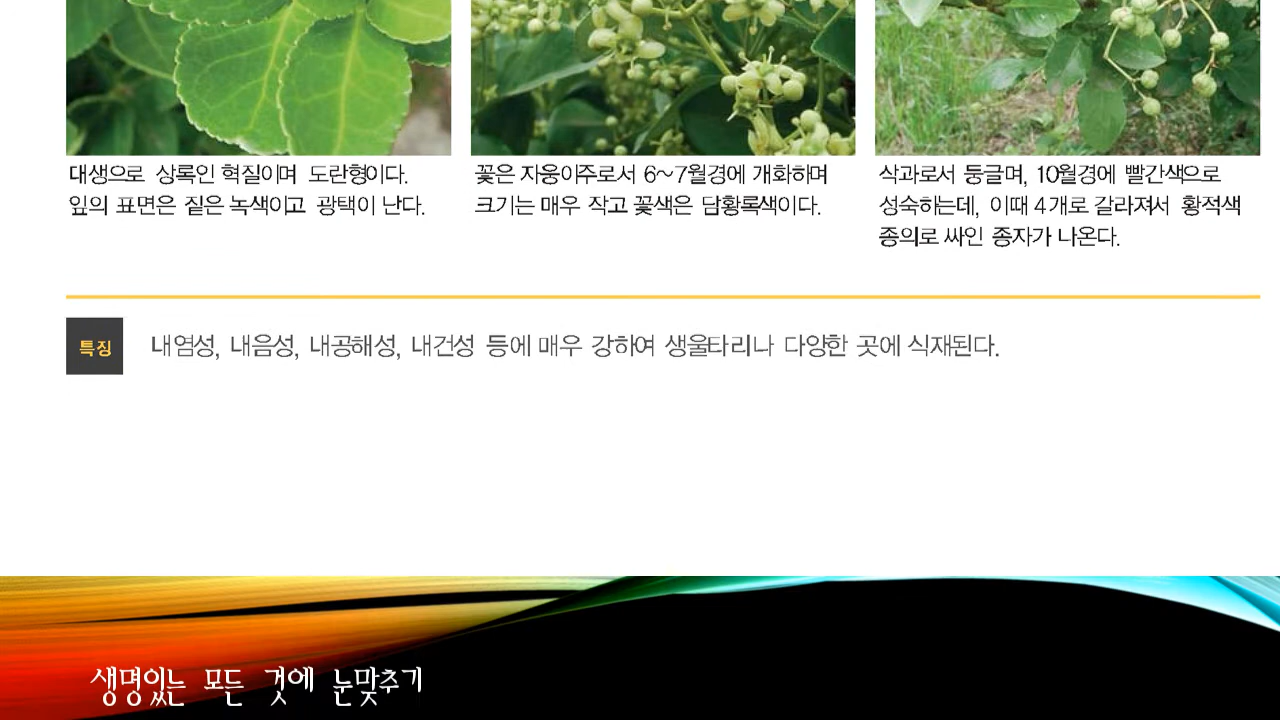 대생으로 상록인 혁질이며 도란형이다.
잎의 표면은 짙은 녹색이고 광택이 난다.
꽃은 자웅이주로서 6~7월경에 개화하며
크기는 매우 작고 꽃색은 담황록색이다.
삭과로서 둥글며, 10월경에 빨간색으로
성숙하는데, 이때 4개로 갈라져서 황적색
종의로 싸인 종자가 나온다.
특징
내염성, 내음성, 내공해성, 내건성 등에 매우 강하여 생울타리나 다양한 곳에 식재된다.
생명있는 모든 것에 눈맞추기